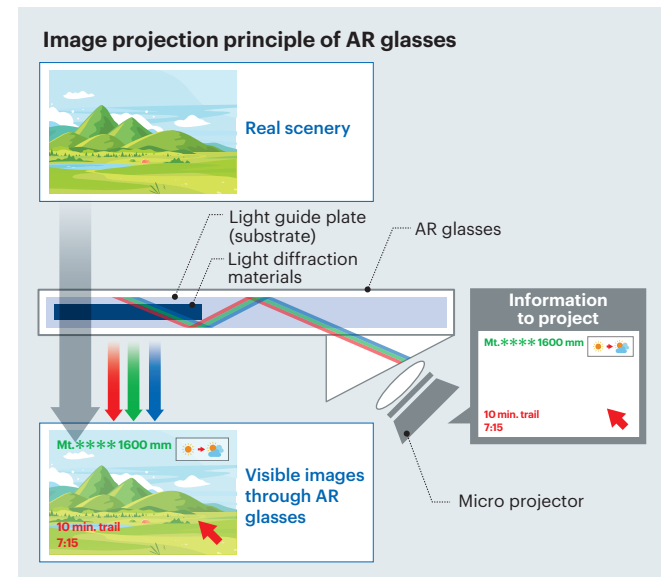 Image projection principle of AR glasses
Real scenery
Light guide plate
(substrate)
Light diffraction
materials
AR glasses
Information
to project
Mt.**** 1600 mm
10 min. trail
7:15
Micro projector
Mt.**** 1600 mm
10 min. trail
7:15
Visible images
through AR
glasses